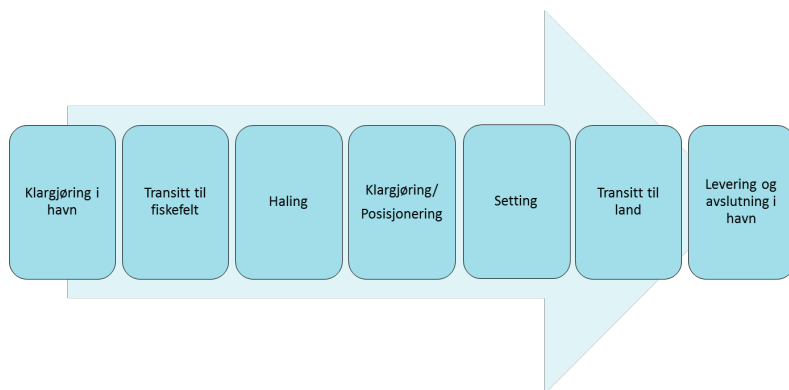 Klargjøring i
havn
Transitt til
fiskefelt
Haling
Klargjøring/
Posisjonering
Setting
Transitt til
land
Levering og
avslutning i
havn